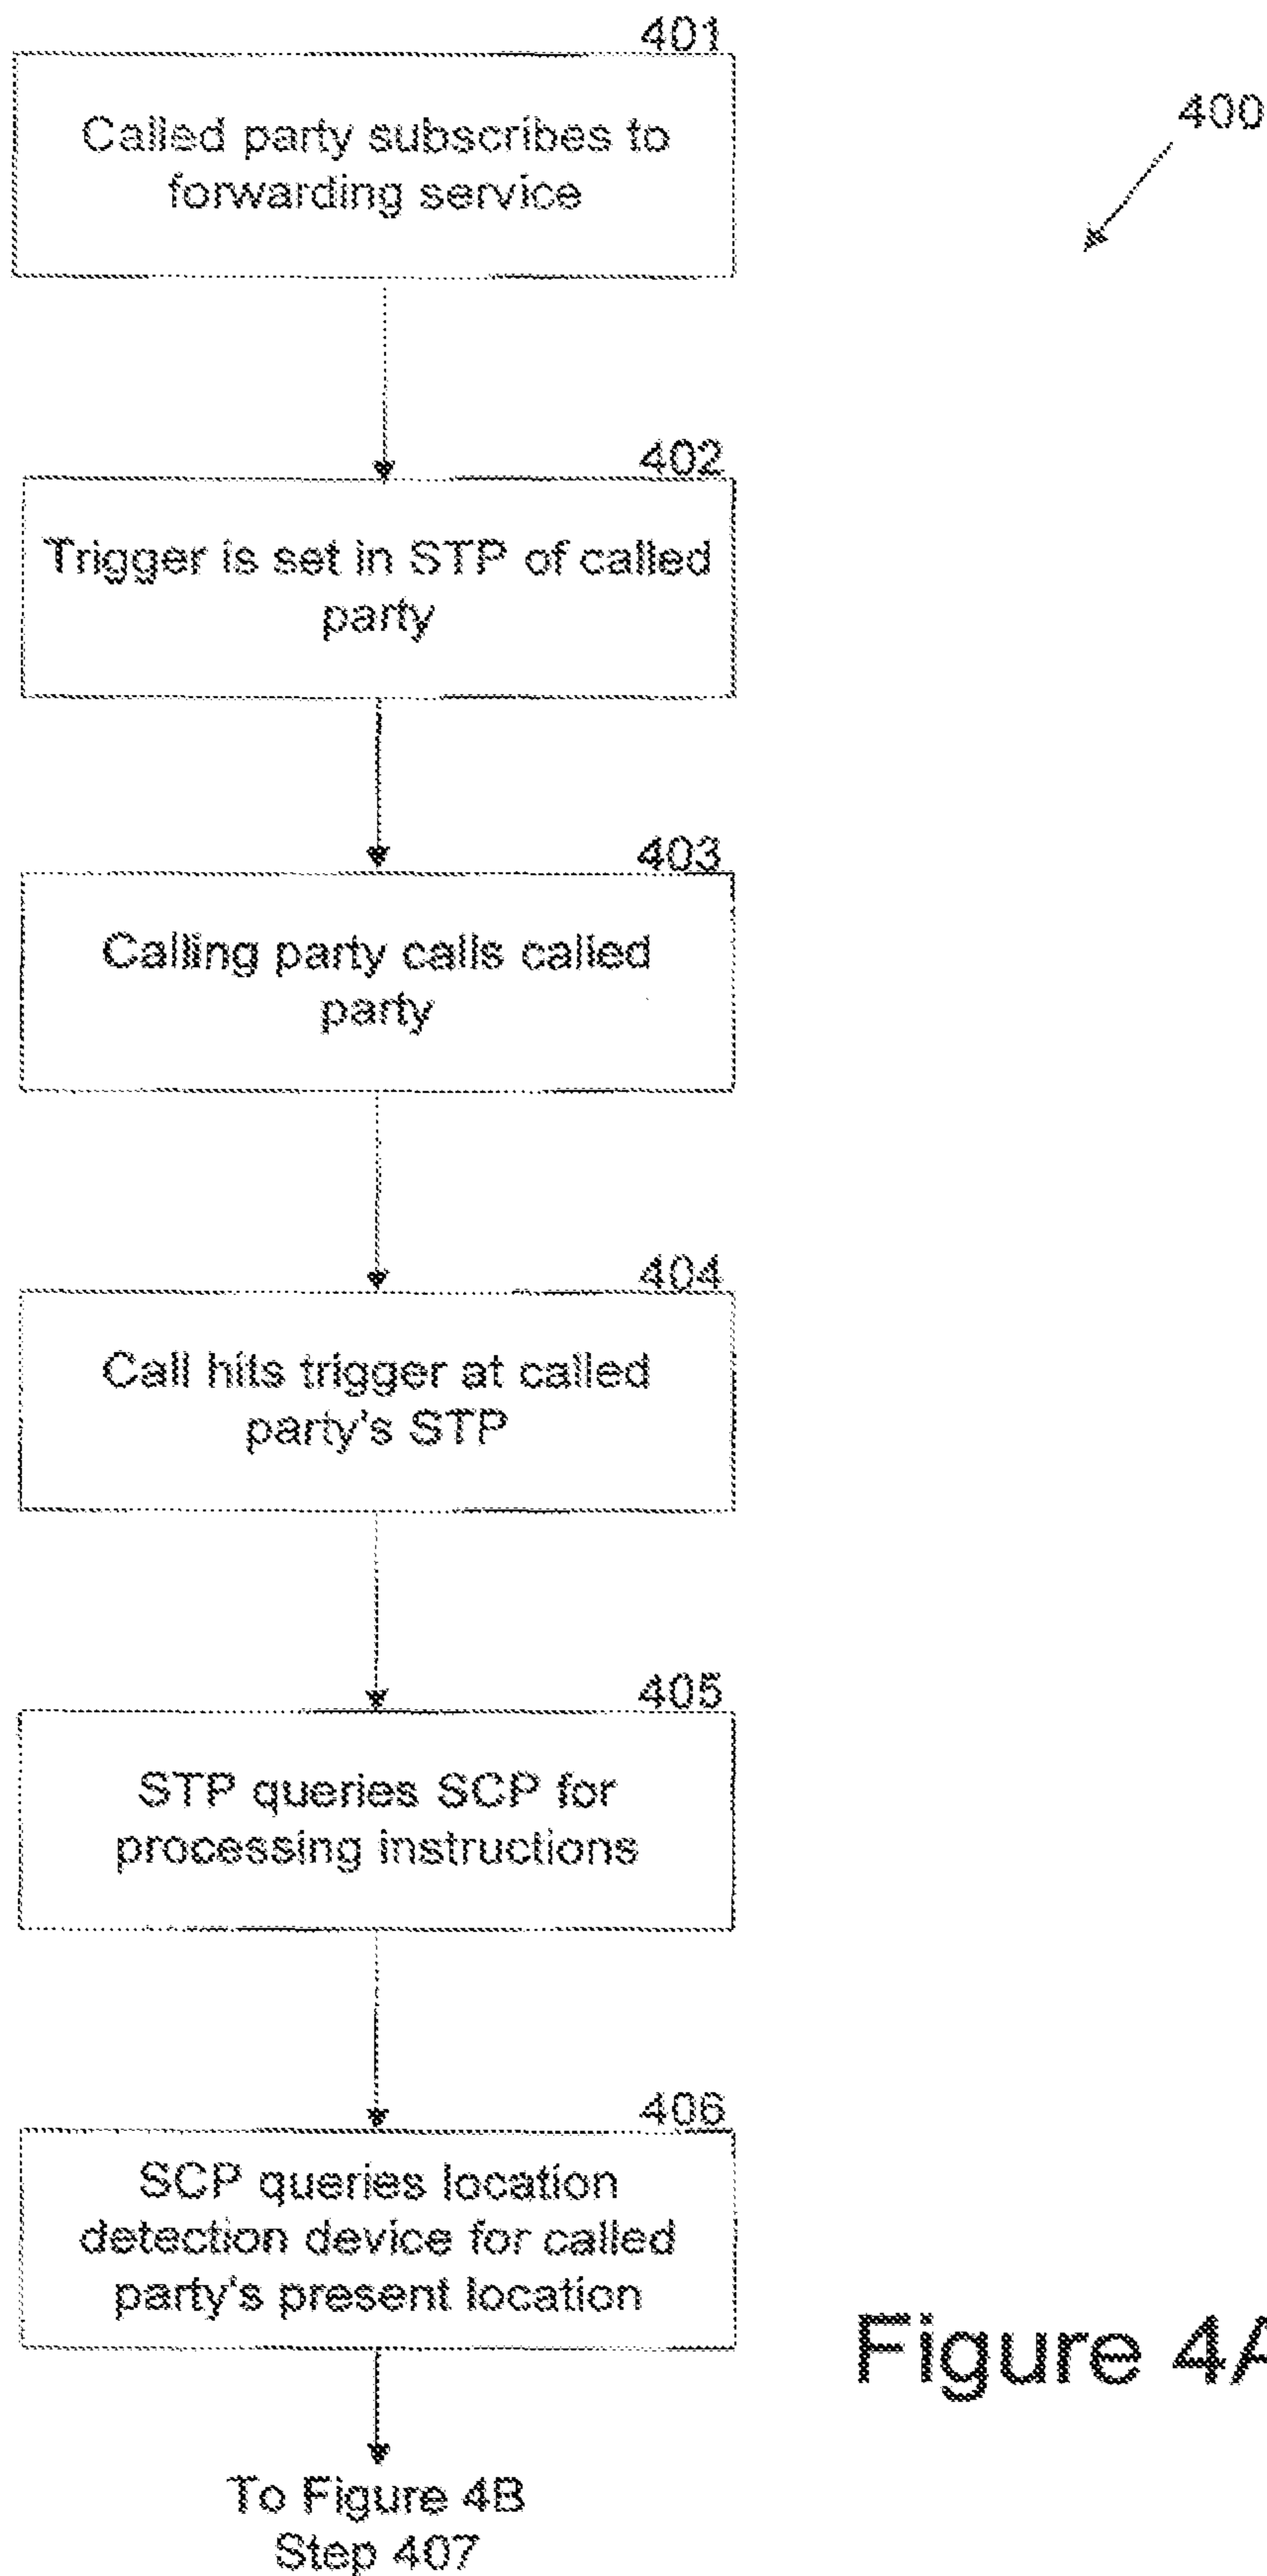 401
400
Called party subscribes to
forwarding service
402
Trigger is set in STP of called
party
403
Calling party calls called
party
404
Call hits trigger at called
party's STP
405
STP queries SCP for
processing instructions
406
SCP queries location
detection device for called
party's present location
Figure 4A
To Figure 4B
Step 407